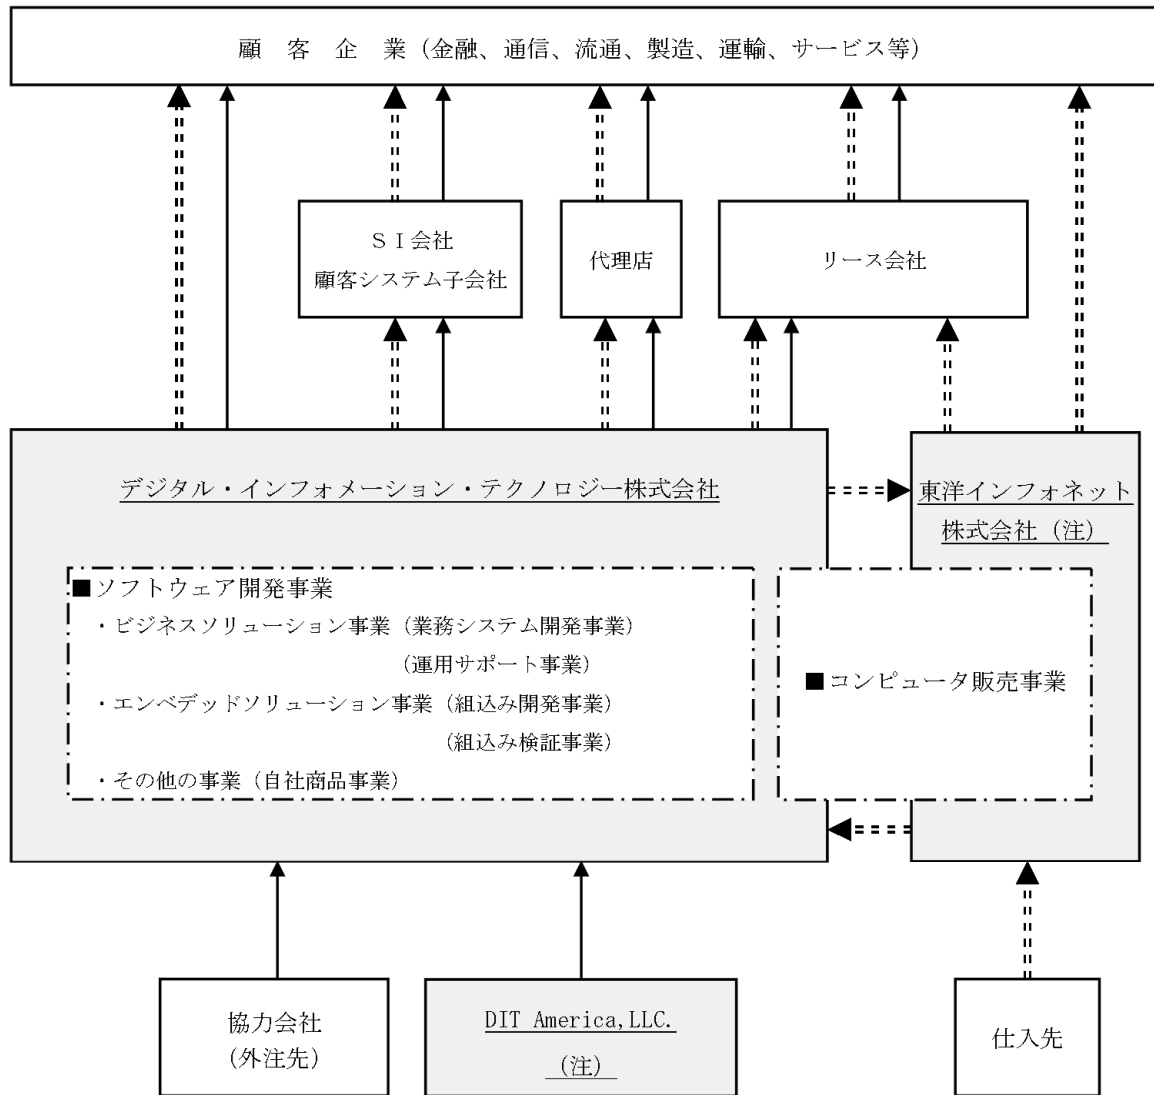 顧 客 企 業（金融、通信、流通、製造、運輸、サービス等）
ＳＩ会社
顧客システム子会社
代理店
リース会社
デジタル・インフォメーション・テクノロジー株式会社
東洋インフォネット
株式会社（注）
■ソフトウェア開発事業
・ビジネスソリューション事業（業務システム開発事業）
（運用サポート事業）
・エンベデッドソリューション事業（組込み開発事業）
（組込み検証事業）
・その他の事業（自社商品事業）
■コンピュータ販売事業
協力会社
（外注先）
DIT America,LLC.
（注）
仕入先